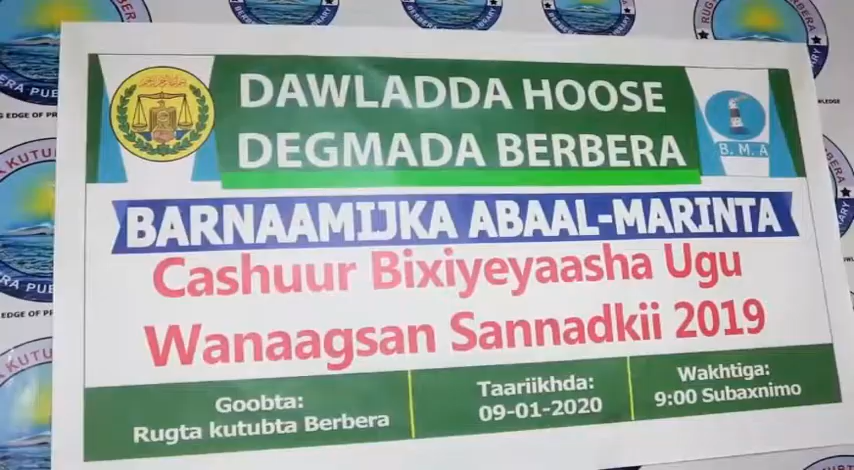 DAWLADDA HOOSE
DEGMADA BERBERA
B. M. A
BARNAAMIJKA ABAAL-MARINTA
Cashuur Bixiyeyaasha Ugu
Wanaagsan Sannadkii 2019
Goobta:
Rugta kutubta Berbera
Taariikhda:
09-01-2020
Wakhtiga:
9:00 Subaxnimo